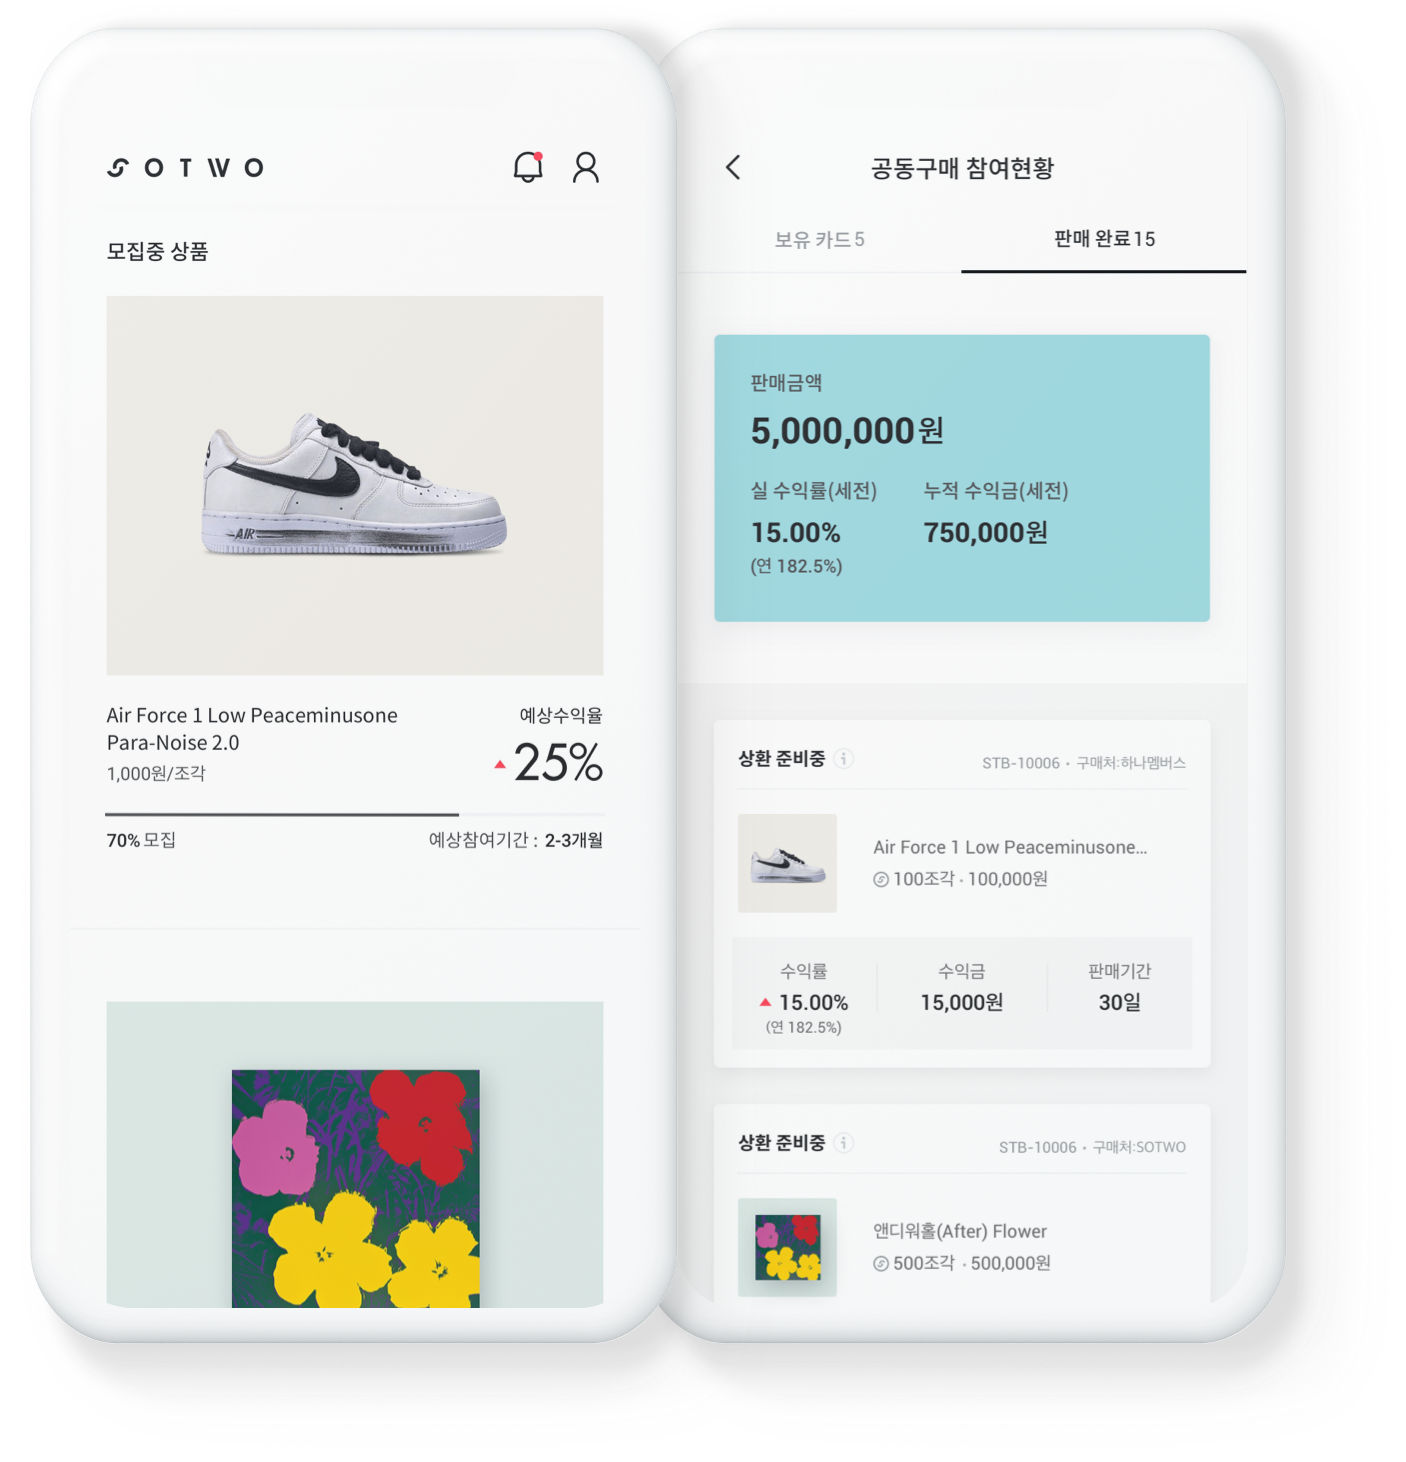 SOTWO
모집중 상품
AIR
Air Force 1 Low Peaceminusone
Para-Noise 2.0
1,000원/조각
예상수익율
25%
70% 모집
예상참여기간 : 2-3개월
공동구매 참여현황
보유 카드 5
판매 완료 15
판매금액
5,000,000원
실 수익률(세전)
누적 수익금(세전)
15.00%
750,000원
(연 182.5%)
상환 준비중
STB-10006 • 구매처:하나멤버스
Air Force 1 Low Peaceminusone...
100조각 • 100,000원
수익률
수익금
판매기간
15.00%
15,000원
30일
(연 182.5%)
상환 준비중
STB-10006 • 구매처:SOTWO
앤디워홀(After) Flower
500조각 • 500,000원